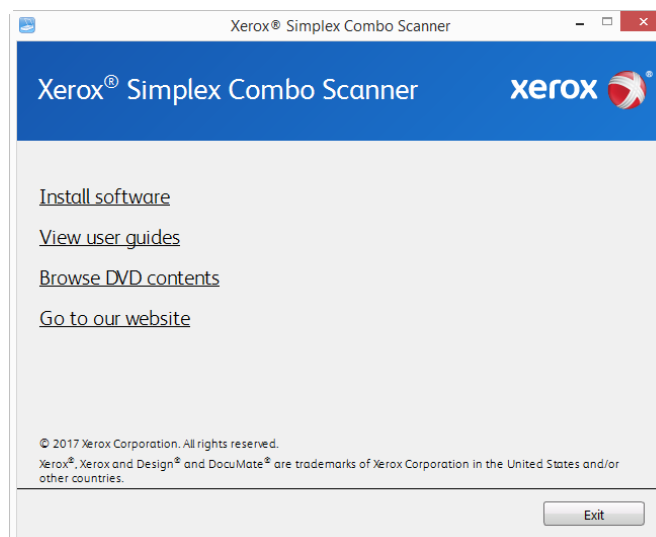 Xerox® Simplex Combo Scanner
Xerox® Simplex Combo Scanner
xerox ®
Install software
View user guides
Browse DVD contents
Go to our website
© 2017 Xerox Corporation. All rights reserved.
Xerox®, Xerox and Design® and DocuMate® are trademarks of Xerox Corporation in the United States and/or
other countries.
Exit